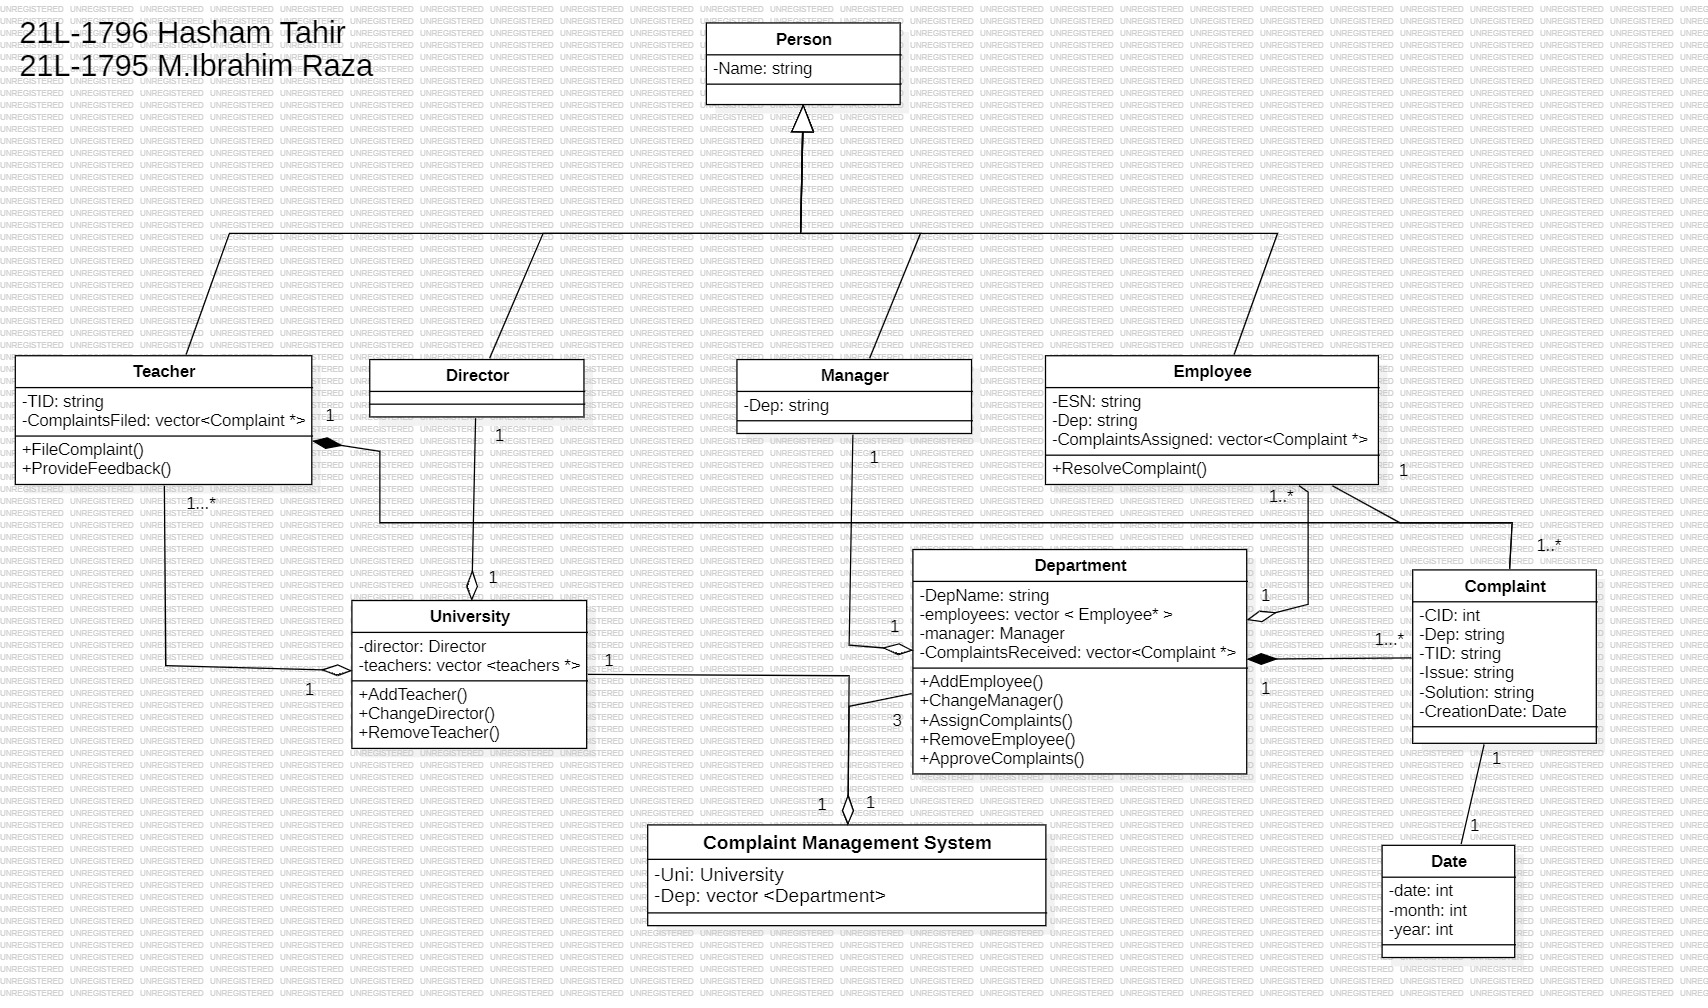 21L-1796 Hasham Tahir
21L-1795 M.Ibrahim Raza
Person
-Name: string
Teacher
-TID: string
-ComplaintsFiled: vector<Complaint *>
+FileComplaint()
+ProvideFeedback()
1
1...*
Director
1
Manager
-Dep: string
1
Employee
-ESN: string
-Dep: string
-ComplaintsAssigned: vector<Complaint *>
+ResolveComplaint()
1
1..*
1
University
-director: Director
-teachers: vector <teachers *>
+AddTeacher()
+ChangeDirector()
+RemoveTeacher()
1
1
Department
-DepName: string
-employees: vector < Employee* >
-manager: Manager
-ComplaintsReceived: vector<Complaint *>
+AddEmployee()
+ChangeManager()
+AssignComplaints()
+RemoveEmployee()
+ApproveComplaints()
1
1
1
3
1..*
1...*
Complaint
-CID: int
-Dep: string
-TID: string
-Issue: string
-Solution: string
-CreationDate: Date
1
1
1
1
Complaint Management System
-Uni: University
-Dep: vector <Department>
Date
-date: int
-month: int
-year: int
UNREGISTERED